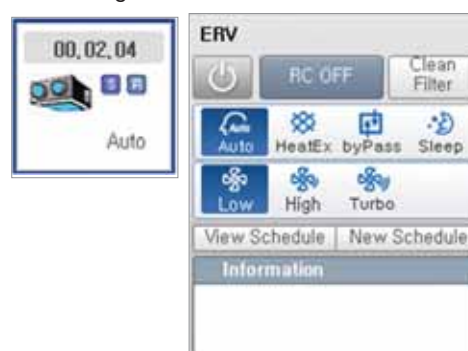 00,02,04
S R
Auto
ERV
RC OFF
Clean
Filter
Auto HeatEx byPass Sleep
Low High Turbo
View Schedule New Schedule
Information